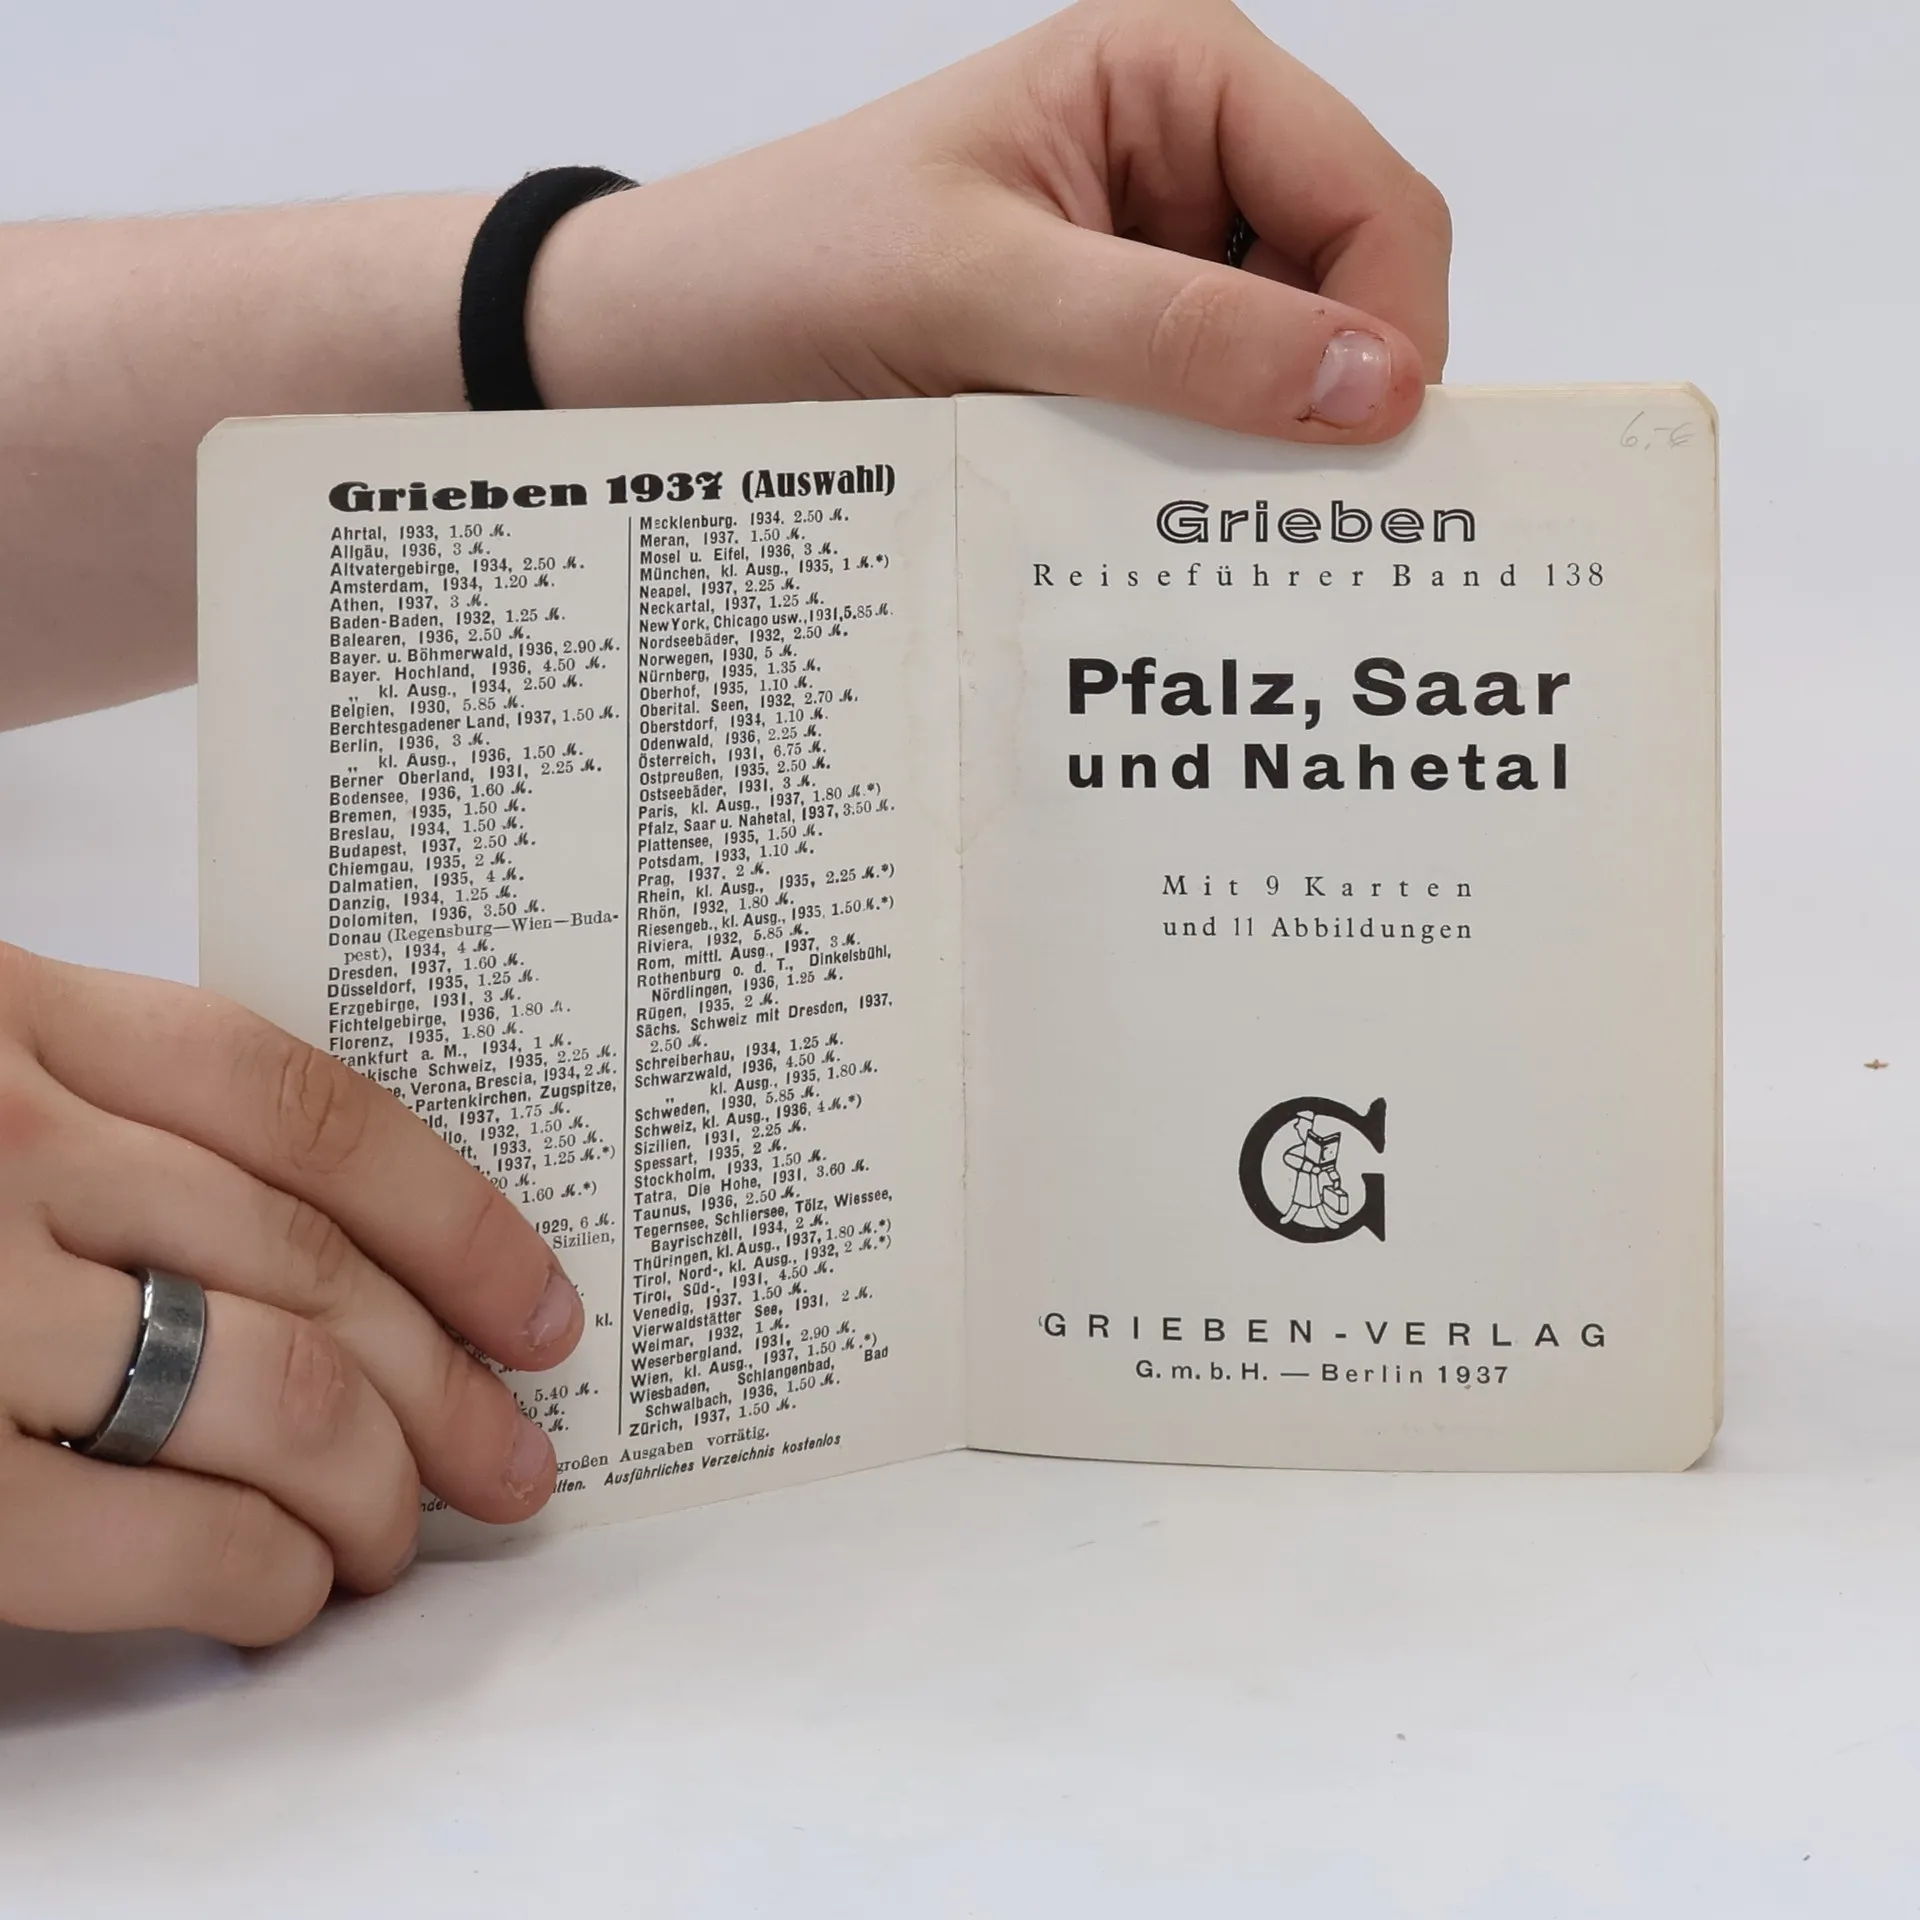 Grieben 1937 (Auswahl)
Ahrtal, 1933, 1.50 ℳ.
Allgäu, 1936, 3 ℳ.
Altvatergebirge, 1934, 2.50 ℳ.
Amsterdam, 1934, 1.20 ℳ.
Athen, 1937, 3 ℳ.
Baden-Baden, 1932, 1.25 ℳ.
Balearen, 1936, 2.50 ℳ.
Bayer. u. Böhmerwald, 1936, 2.90 ℳ.
Bayer. Hochland, 1936, 4.50 ℳ.
„ kl. Ausg., 1934, 2.50 ℳ.
Belgien, 1930, 5.85 ℳ.
Berchtesgadener Land, 1937, 1.50 ℳ.
Berlin, 1936, 3 ℳ.
„ kl. Ausg., 1936, 1.50 ℳ.
Berner Oberland, 1931, 2.25 ℳ.
Bodensee, 1936, 1.60 ℳ.
Bremen, 1935, 1.50 ℳ.
Breslau, 1934, 1.50 ℳ.
Budapest, 1937, 2.50 ℳ.
Chiemgau, 1935, 2 ℳ.
Dalmatien, 1935, 4 ℳ.
Danzig, 1934, 1.25 ℳ.
Dolomiten, 1936, 3.50 ℳ.
Donau (Regensburg—Wien—Buda-
pest), 1934, 4 ℳ.
Dresden, 1937, 1.60 ℳ.
Düsseldorf, 1935, 1.25 ℳ.
Erzgebirge, 1931, 3 ℳ.
Fichtelgebirge, 1936, 1.80 ℳ.
Florenz, 1935, 1.80 ℳ.
Frankfurt a. M., 1934, 1 ℳ.
kische Schweiz, 1935, 2.25 ℳ.
e, Verona, Brescia, 1934, 2 ℳ.
-Partenkirchen, Zugspitze,
ld, 1937, 1.75 ℳ.
llo, 1932, 1.50 ℳ.
ft, 1933, 2.50 ℳ.
., 1937, 1.25 ℳ.*)
20 ℳ.
1.60 ℳ.*)
1929, 6 ℳ.
Sizilien,
kl.
5.40 ℳ.
50 ℳ.
ℳ.
Mecklenburg. 1934, 2.50 ℳ.
Meran, 1937. 1.50 ℳ.
Mosel u. Eifel, 1936, 3 ℳ.
München, kl. Ausg., 1935, 1 ℳ.*)
Neapel, 1937, 2.25 ℳ.
Neckartal, 1937, 1.25 ℳ.
New York, Chicago usw., 1931, 5.85 ℳ.
Nordseebäder, 1932, 2.50 ℳ.
Norwegen, 1930, 5 ℳ.
Nürnberg, 1935, 1.35 ℳ.
Oberhof, 1935, 1.10 ℳ.
Oberital. Seen, 1932, 2.70 ℳ.
Oberstdorf, 1934, 1.10 ℳ.
Odenwald, 1936, 2.25 ℳ.
Österreich, 1931, 6.75 ℳ.
Ostpreußen, 1935, 2.50 ℳ.
Ostseebäder, 1931, 3 ℳ.
Paris, kl. Ausg., 1937, 1.80 ℳ.*)
Pfalz, Saar u. Nahetal, 1937, 3.50 ℳ.
Plattensee, 1935, 1.50 ℳ.
Potsdam, 1933, 1.10 ℳ.
Prag, 1937, 2 ℳ.
Rhein, kl. Ausg., 1935, 2.25 ℳ.*)
Rhön, 1932, 1.80 ℳ.
Riesengeb., kl. Ausg., 1935, 1.50 ℳ.*)
Riviera, 1932, 5.85 ℳ.
Rom, mittl. Ausg., 1937, 3 ℳ.
Rothenburg o. d. T., Dinkelsbühl,
Nördlingen, 1936, 1.25 ℳ.
Rügen, 1935, 2 ℳ.
Sächs. Schweiz mit Dresdon, 1937,
2.50 ℳ.
Schreiberhau, 1934, 1.25 ℳ.
Schwarzwald, 1936, 4.50 ℳ.
„ kl. Ausg., 1935, 1.80 ℳ.
Schweden, 1930, 5.85 ℳ.
Schweiz, kl. Ausg., 1936, 4 ℳ.*)
Sizilien, 1931, 2.25 ℳ.
Spessart, 1935, 2 ℳ.
Stockholm, 1933, 1.50 ℳ.
Tatra, Die Hohe, 1931, 3.60 ℳ.
Taunus, 1936, 2.50 ℳ.
Tegernsee, Schliersee, Tölz, Wiessee,
Bayrischzell, 1934, 2 ℳ.
Thüringen, kl. Ausg., 1937, 1.80 ℳ.*)
Tirol, Nord-, kl. Ausg., 1932, 2 ℳ.*)
Tirol, Süd-, 1931, 4.50 ℳ.
Venedig, 1937. 1.50 ℳ.
Vierwaldstätter See, 1931, 2 ℳ.
Weimar, 1932, 1 ℳ.
Weserbergland, 1931, 2.90 ℳ.
Wien, kl. Ausg., 1937, 1.50 ℳ.*)
Wiesbaden, Schlangenbad, Bad
Schwalbach, 1936, 1.50 ℳ.
Zürich, 1937, 1.50 ℳ.
großen Ausgaben vorrätig.
lten. Ausführliches Verzeichnis kostenlos
6,-€
Grieben
Reiseführer Band 138
Pfalz, Saar
und Nahetal
Mit 9 Karten
und 11 Abbildungen
G
GRIEBEN-VERLAG
G. m. b. H. — Berlin 1937